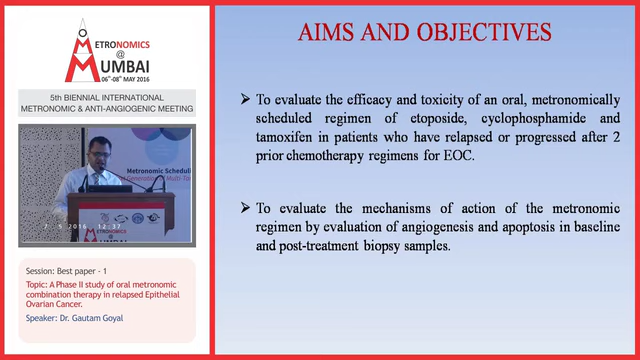 METRONOMICS
@
MUMBAI
06th-08th MAY 2016
5th BIENNIAL INTERNATIONAL
METRONOMIC & ANTI-ANGIOGENIC MEETING
Metronomic Scheduli
7 5 2016 12:37
Session: Best paper - 1
Topic: A Phase II study of oral metronomic
combination therapy in relapsed Epithelial
Ovarian Cancer.
Speaker: Dr. Gautam Goyal
AIMS AND OBJECTIVES
➢ To evaluate the efficacy and toxicity of an oral, metronomically
scheduled regimen of etoposide, cyclophosphamide and
tamoxifen in patients who have relapsed or progressed after 2
prior chemotherapy regimens for EOC.
➢ To evaluate the mechanisms of action of the metronomic
regimen by evaluation of angiogenesis and apoptosis in baseline
and post-treatment biopsy samples.